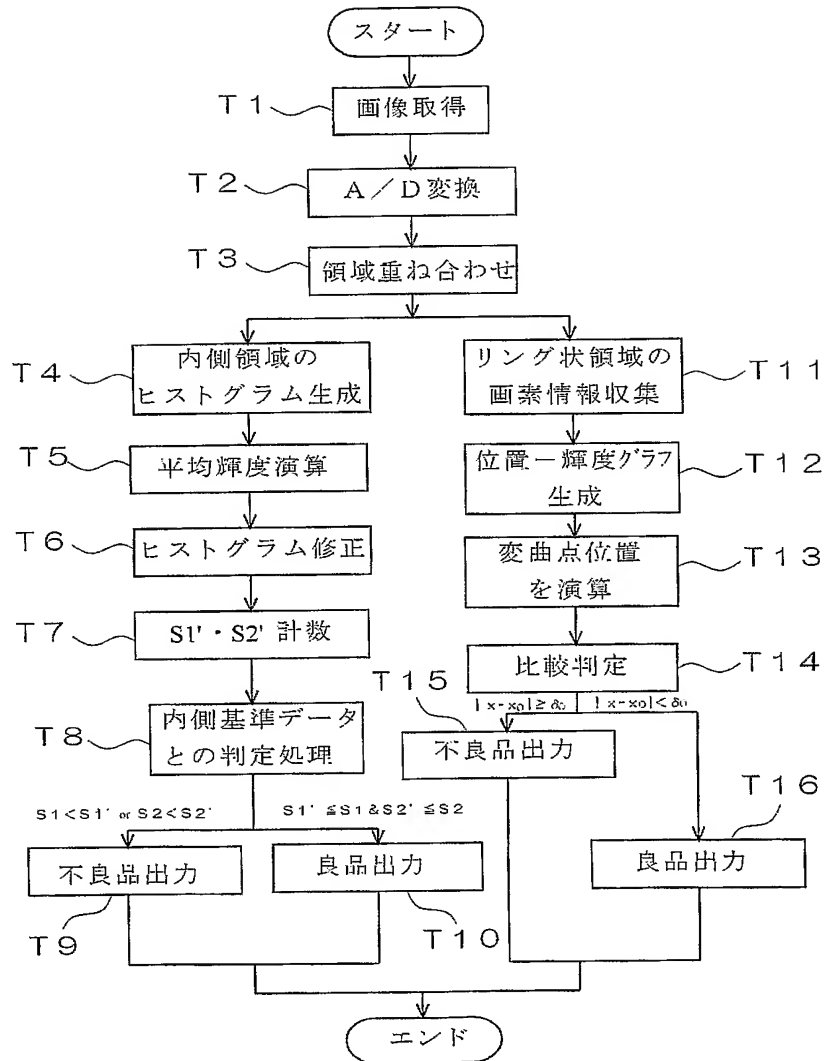 スタート
T1
画像取得
T2
A/D変換
T3
領域重ね合わせ
T4
内側領域の
ヒストグラム生成
T5
平均輝度演算
T6
ヒストグラム修正
T7
S1'・S2' 計数
T8
内側基準データ
との判定処理
S1<S1' or S2<S2'
S1'≦S1&S2'≦S2
不良品出力
T9
良品出力
T10
リング状領域の
画素情報収集
T11
位置－輝度グラフ
生成
T12
変曲点位置
を演算
T13
比較判定
T14
|x-x₀|≥δ₀
|x-x₀|<δ₀
T15
不良品出力
T16
良品出力
エンド